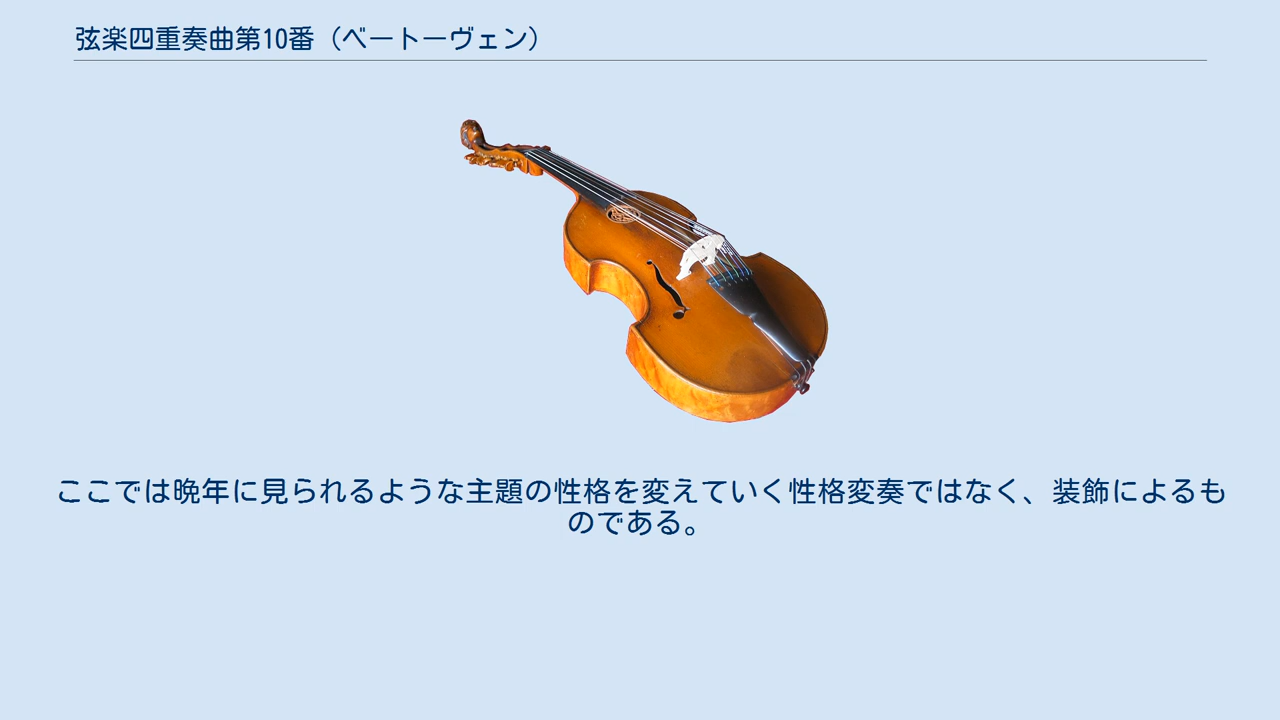 弦楽四重奏曲第10番（ベートーヴェン）
ここでは晩年に見られるような主題の性格を変えていく性格変奏ではなく、装飾によるも
のである。